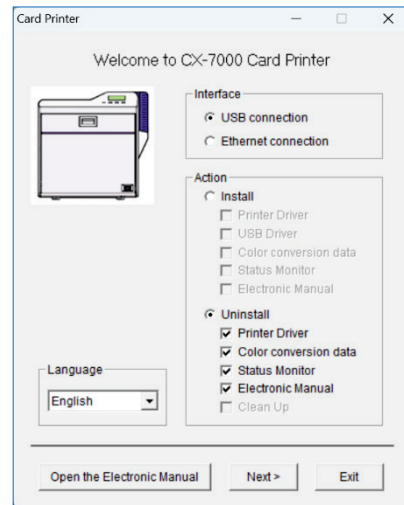 Card Printer
Welcome to CX-7000 Card Printer
Interface
USB connection
Ethernet connection
Action
Install
Printer Driver
USB Driver
Color conversion data
Status Monitor
Electronic Manual
Uninstall
Printer Driver
Color conversion data
Status Monitor
Electronic Manual
Clean Up
Language
English
Open the Electronic Manual
Next >
Exit